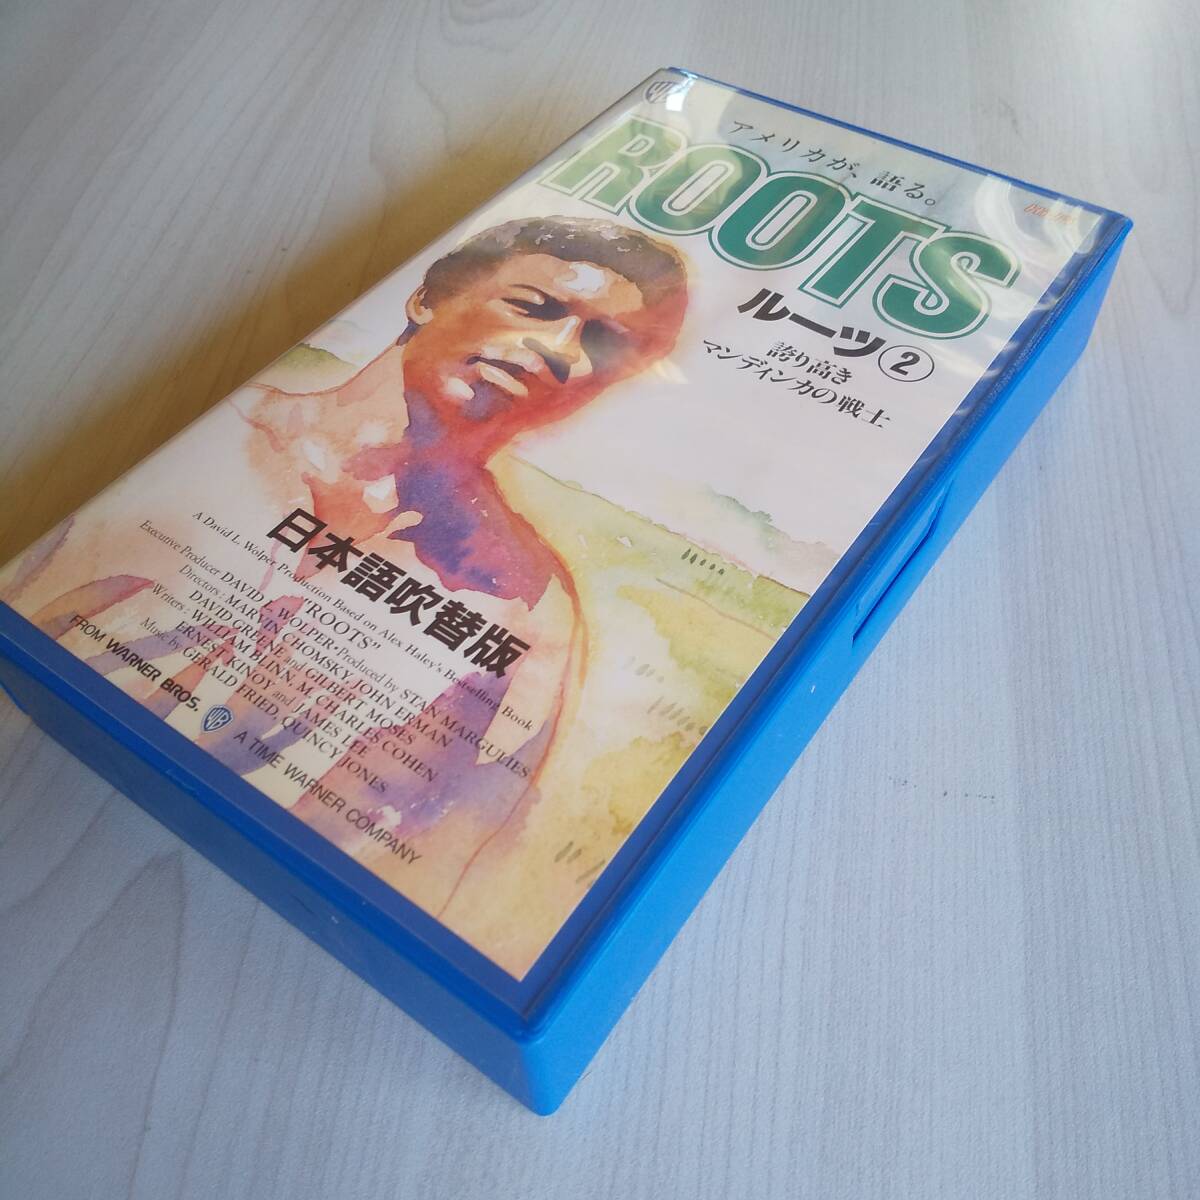 アメリカが、語る。
ROOTS
ルーツ②
誇り高き
マンディンカの戦士
日本語吹替版
A David L. Wolper Production Based on Alex Haley's Bestselling Book
"ROOTS"
Executive Producer DAVID L. WOLPER・Produced by STAN MARGULIES
Directors: MARVIN CHOMSKY, JOHN ERMAN
DAVID GREENE and GILBERT MOSES
Writers: WILLIAM BLINN, M. CHARLES COHEN
ERNEST KINOY and JAMES LEE
Music by GERALD FRIED, QUINCY JONES
FROM WARNER BROS. WB A TIME WARNER COMPANY